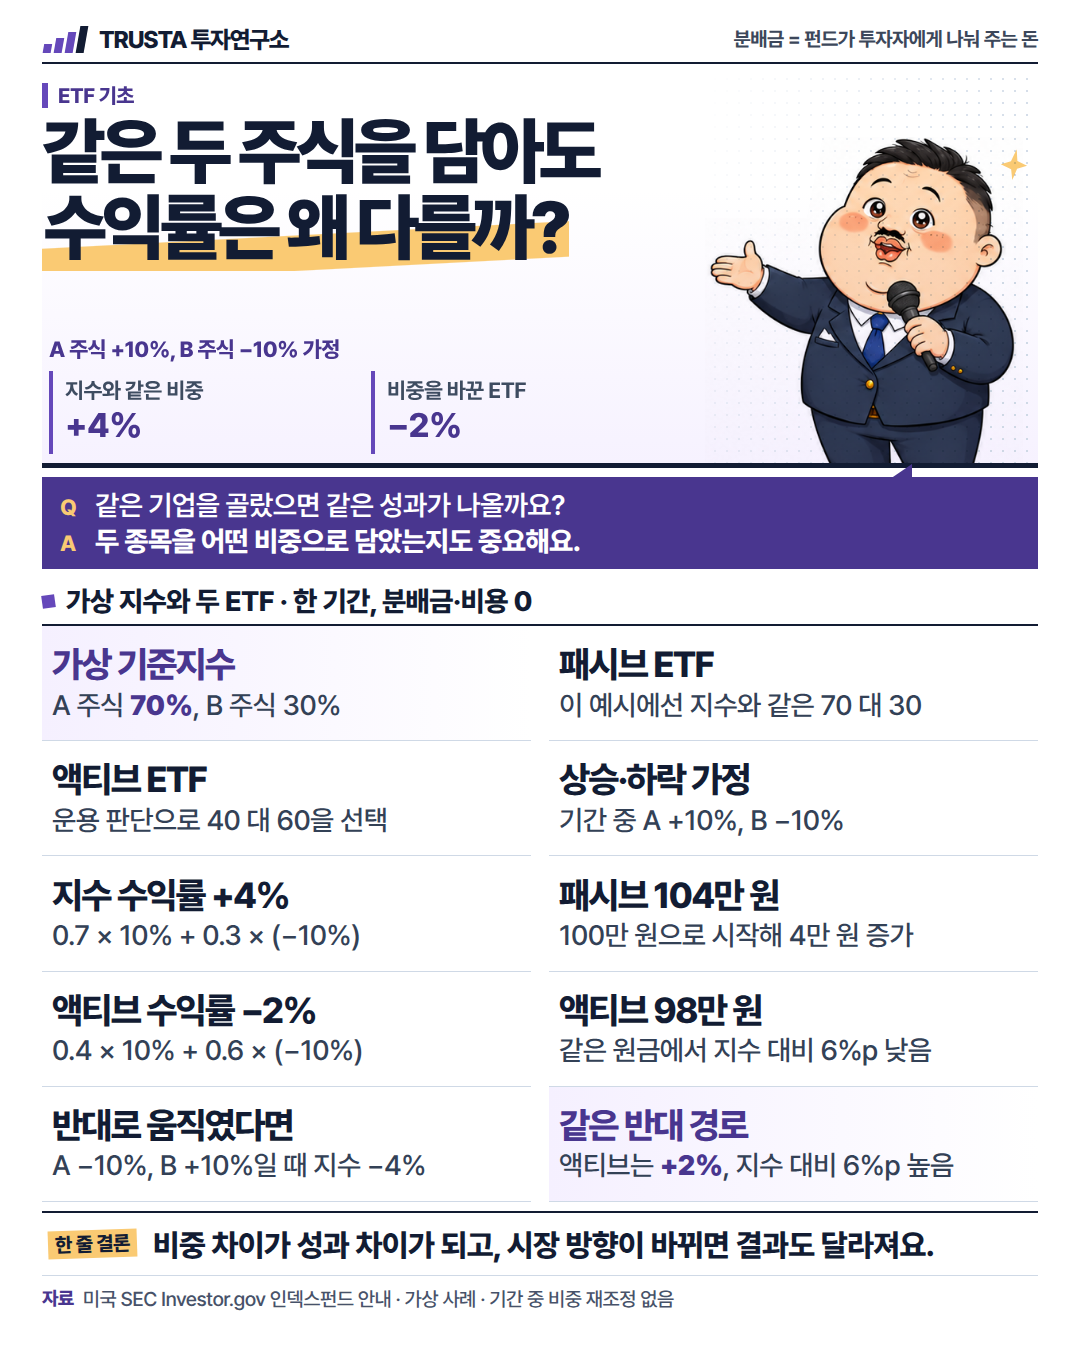 TRUSTA 투자연구소
분배금 = 펀드가 투자자에게 나눠 주는 돈
ETF 기초
같은 두 주식을 담아도
수익률은 왜 다를까?
A 주식 +10%, B 주식 −10% 가정
지수와 같은 비중
+4%
비중을 바꾼 ETF
−2%
Q 같은 기업을 골랐으면 같은 성과가 나올까요?
A 두 종목을 어떤 비중으로 담았는지도 중요해요.
가상 지수와 두 ETF · 한 기간, 분배금·비용 0
가상 기준지수
A 주식 70%, B 주식 30%
패시브 ETF
이 예시에선 지수와 같은 70 대 30
액티브 ETF
운용 판단으로 40 대 60을 선택
상승·하락 가정
기간 중 A +10%, B −10%
지수 수익률 +4%
0.7 × 10% + 0.3 × (−10%)
패시브 104만 원
100만 원으로 시작해 4만 원 증가
액티브 수익률 −2%
0.4 × 10% + 0.6 × (−10%)
액티브 98만 원
같은 원금에서 지수 대비 6%p 낮음
반대로 움직였다면
A −10%, B +10%일 때 지수 −4%
같은 반대 경로
액티브는 +2%, 지수 대비 6%p 높음
한 줄 결론 비중 차이가 성과 차이가 되고, 시장 방향이 바뀌면 결과도 달라져요.
자료 미국 SEC Investor.gov 인덱스펀드 안내 · 가상 사례 · 기간 중 비중 재조정 없음